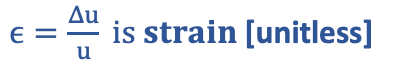 ϵ = Δu/u is strain [unitless]